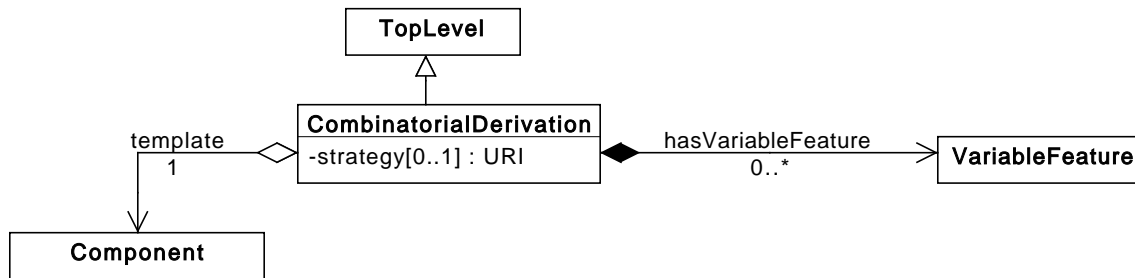 TopLevel
CombinatorialDerivation
-strategy[0..1] : URI
template
1
hasVariableFeature
0..*
VariableFeature
Component